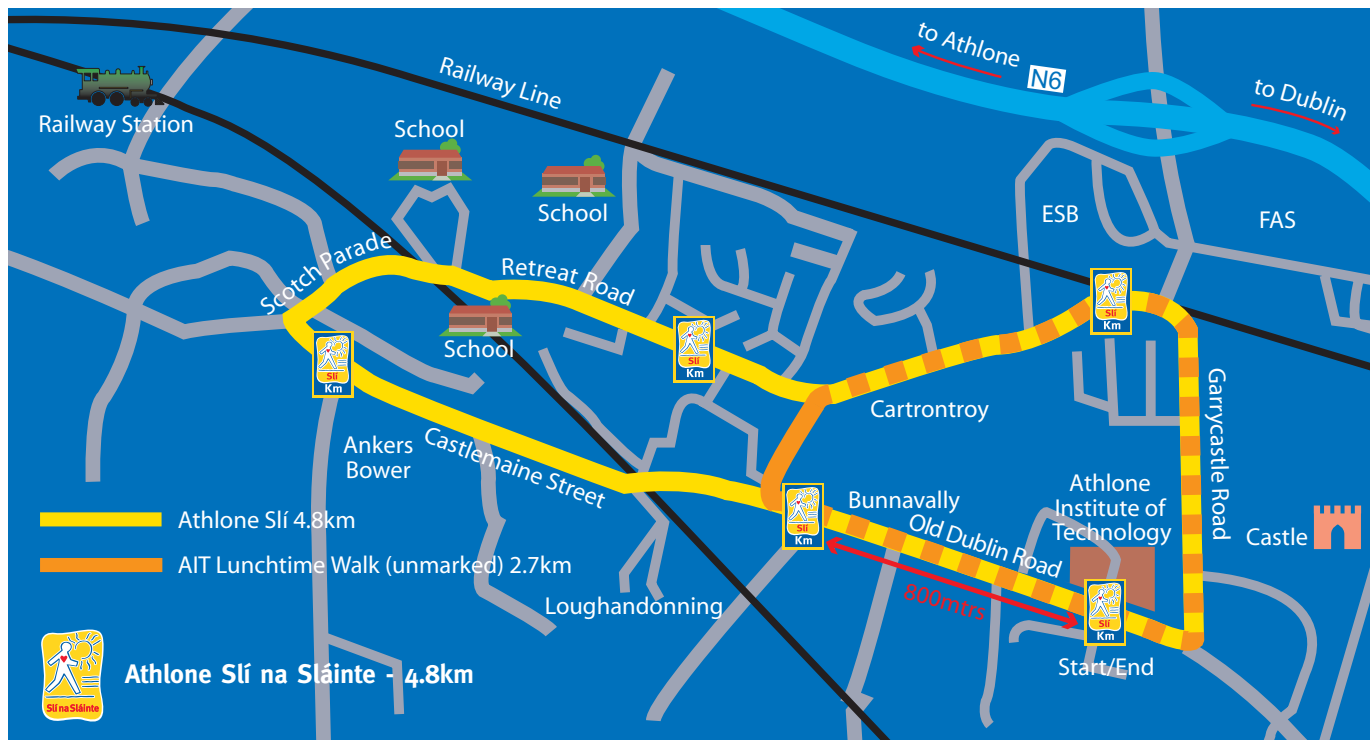 to Athlone
N6
to Dublin
Railway Line
Railway Station
School
School
ESB
FAS
Scotch Parade
Retreat Road
School
Slí
Km
Slí
Km
Slí
Km
Cartrontroy
Garrycastle Road
Ankers
Bower
Castlemaine Street
Slí
Km
Bunnavally
Old Dublin Road
Athlone
Institute of
Technology
Castle
800mtrs
Slí
Km
Start/End
Loughandonning
Athlone Slí 4.8km
AIT Lunchtime Walk (unmarked) 2.7km
Slí na Sláinte
Athlone Slí na Sláinte - 4.8km